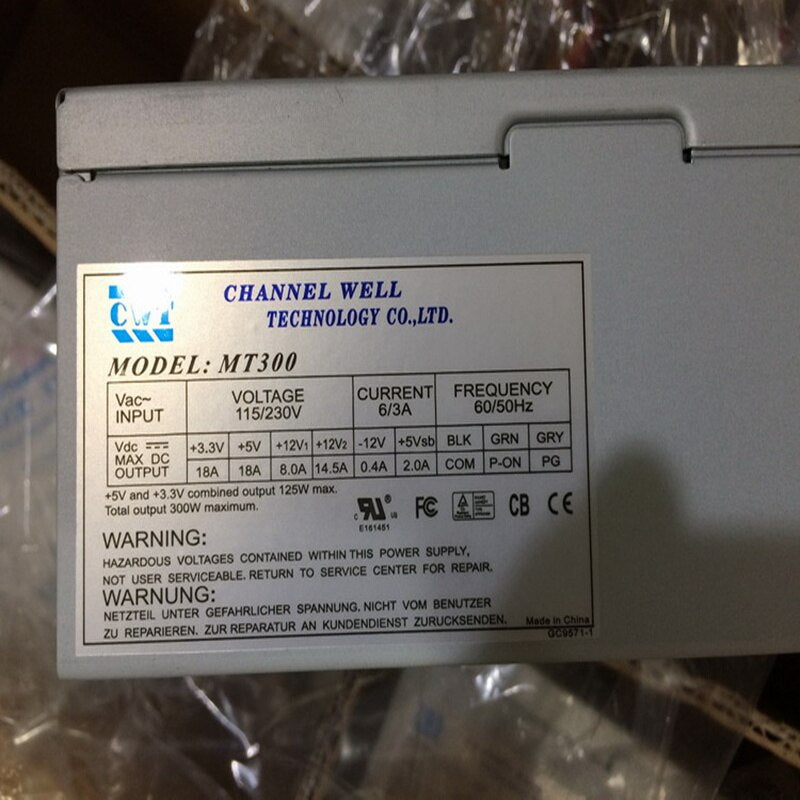 CWT
CHANNEL WELL
TECHNOLOGY CO.,LTD.
MODEL: MT300
Vac~ INPUT VOLTAGE 115/230V CURRENT 6/3A FREQUENCY 60/50Hz
Vdc MAX DC OUTPUT
+3.3V +5V +12V1 +12V2 -12V +5Vsb BLK GRN GRY
18A 18A 8.0A 14.5A 0.4A 2.0A COM P-ON PG
+5V and +3.3V combined output 125W max.
Total output 300W maximum.
c RU ® us FC CB CE
E161451
WARNING:
HAZARDOUS VOLTAGES CONTAINED WITHIN THIS POWER SUPPLY,
NOT USER SERVICEABLE. RETURN TO SERVICE CENTER FOR REPAIR.
WARNUNG:
NETZTEIL UNTER GEFAHRLICHER SPANNUNG. NICHT VOM BENUTZER
ZU REPARIEREN. ZUR REPARATUR AN KUNDENDIENST ZURUCKSENDEN.
Made in China
GC9571-1